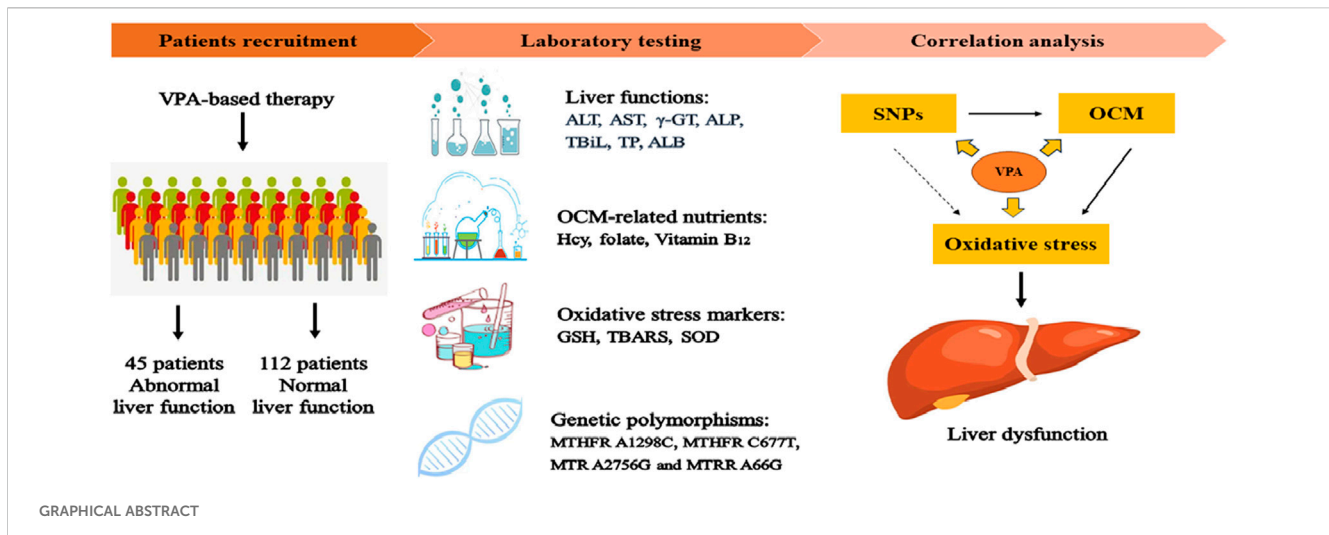 Patients recruitment
Laboratory testing
Correlation analysis
VPA-based therapy
45 patients
Abnormal
liver function
112 patients
Normal
liver function
Liver functions:
ALT, AST, γ-GT, ALP,
TBiL, TP, ALB
OCM-related nutrients:
Hcy, folate, Vitamin B₁₂
Oxidative stress markers:
GSH, TBARS, SOD
Genetic polymorphisms:
MTHFR A1298C, MTHFR C677T,
MTR A2756G and MTRR A66G
SNPs
OCM
VPA
Oxidative stress
Liver dysfunction
GRAPHICAL ABSTRACT